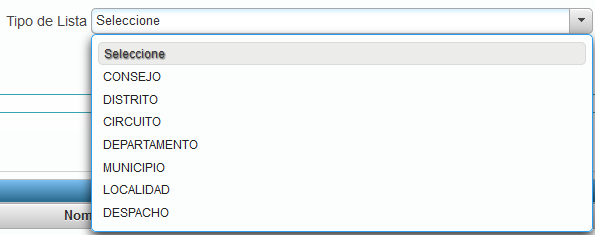 Tipo de Lista Seleccione
Seleccione
CONSEJO
DISTRITO
CIRCUITO
DEPARTAMENTO
MUNICIPIO
LOCALIDAD
DESPACHO